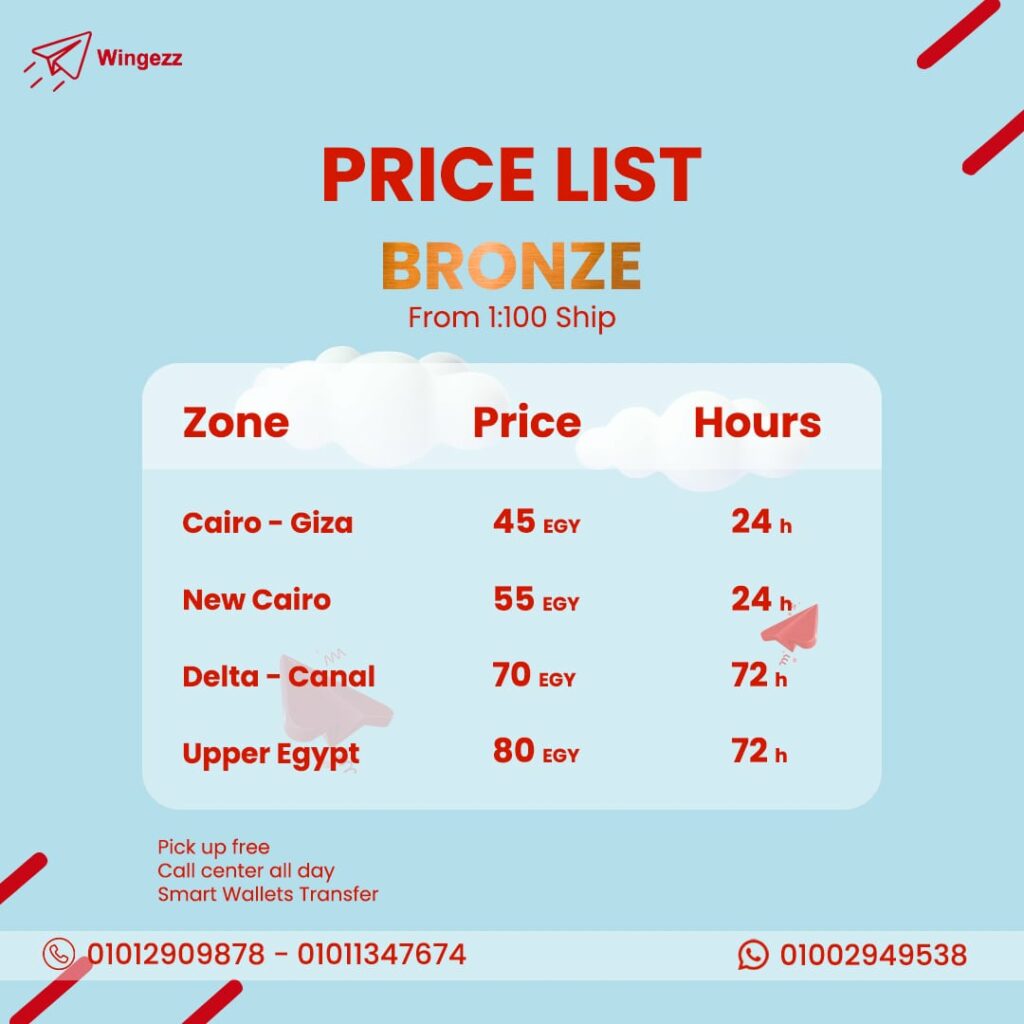 Wingezz
PRICE LIST
BRONZE
From 1:100 Ship
Zone Price Hours
Cairo - Giza 45 EGY 24 h
New Cairo 55 EGY 24 h
Delta - Canal 70 EGY 72 h
Upper Egypt 80 EGY 72 h
Pick up free
Call center all day
Smart Wallets Transfer
01012909878 - 01011347674 01002949538